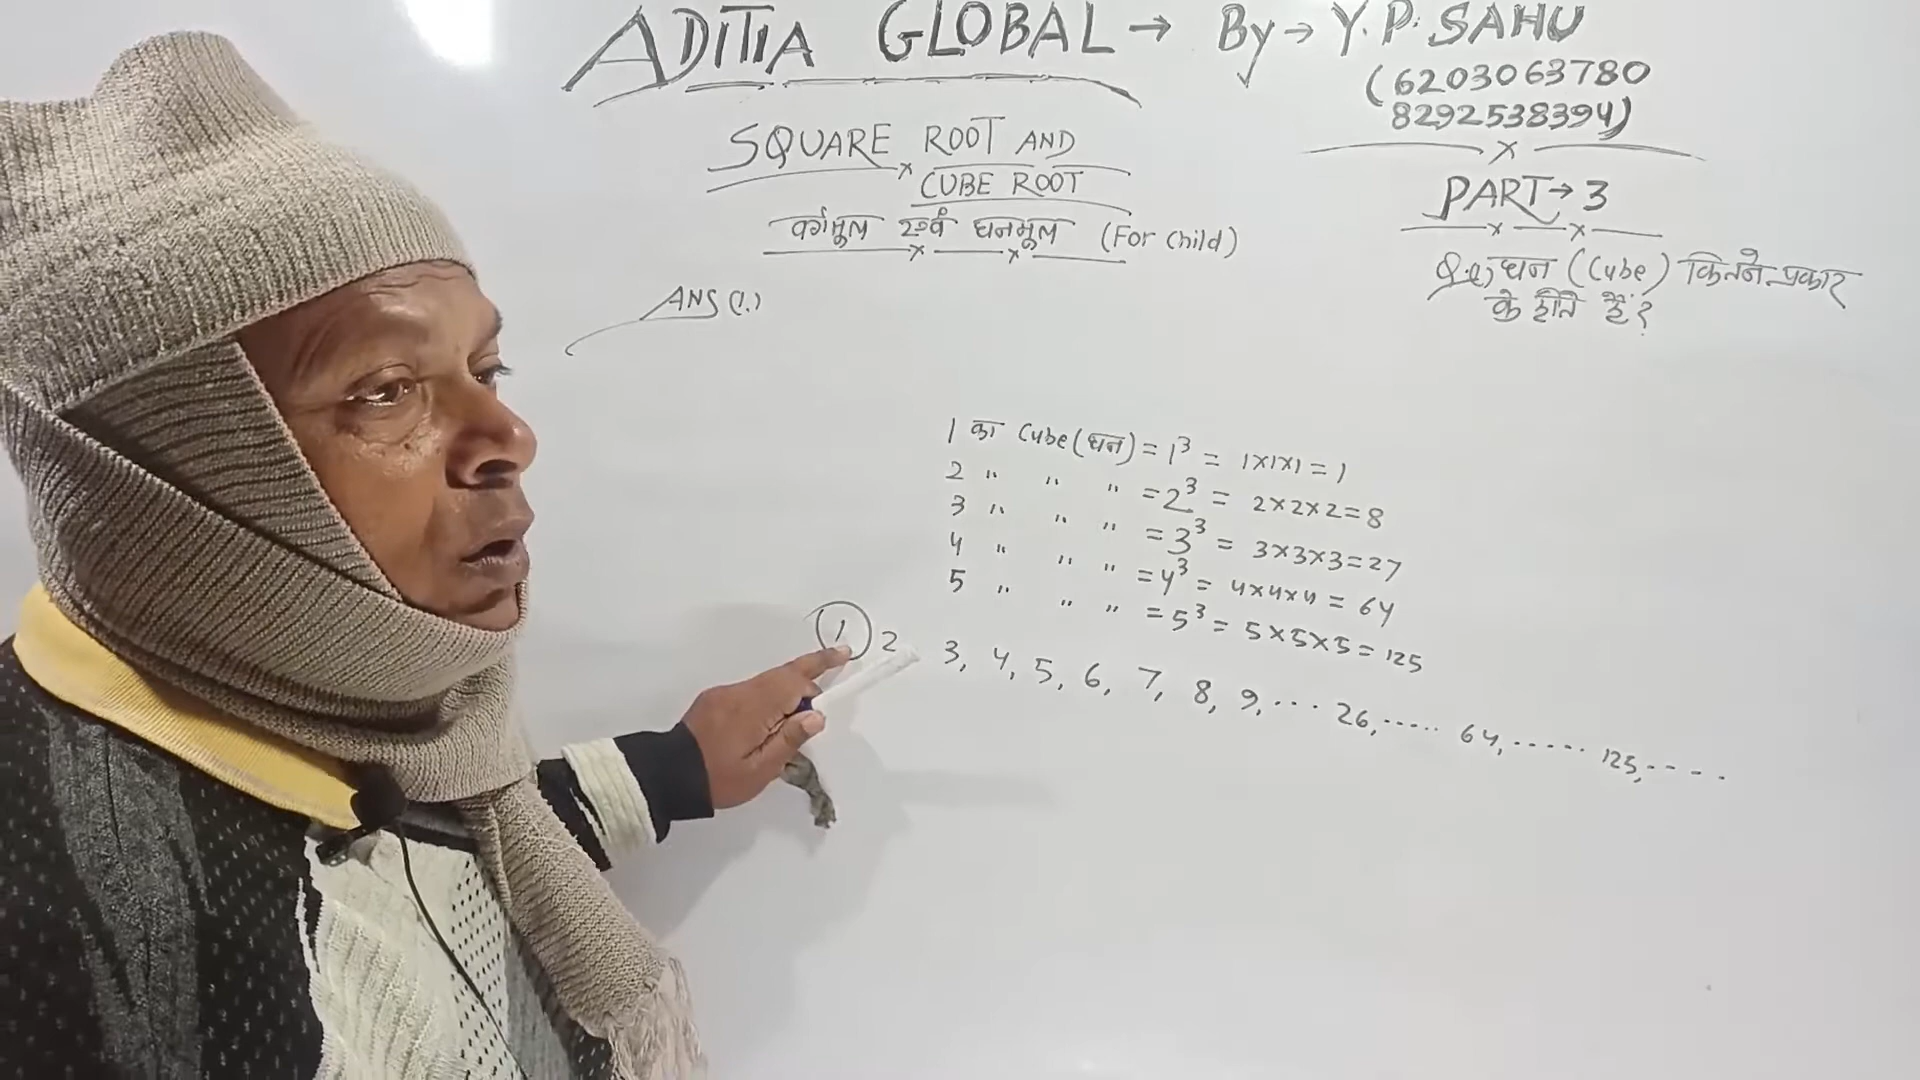 ADITIA GLOBAL → By → Y.P. SAHU
(6203063780
8292538394)
SQUARE ROOT AND
CUBE ROOT
वर्गमूल एवं घनमूल (For child)
PART → 3
घन (Cube) कितने प्रकार
के होते हैं?
ANS (1.)
1 का Cube (घन) = 1³ = 1×1×1 = 1
2 " " " = 2³ = 2×2×2 = 8
3 " " " = 3³ = 3×3×3 = 27
4 " " " = 4³ = 4×4×4 = 64
5 " " " = 5³ = 5×5×5 = 125
1 2 3, 4, 5, 6, 7, 8, 9, ... 26, ..... 64, ..... 125, ....